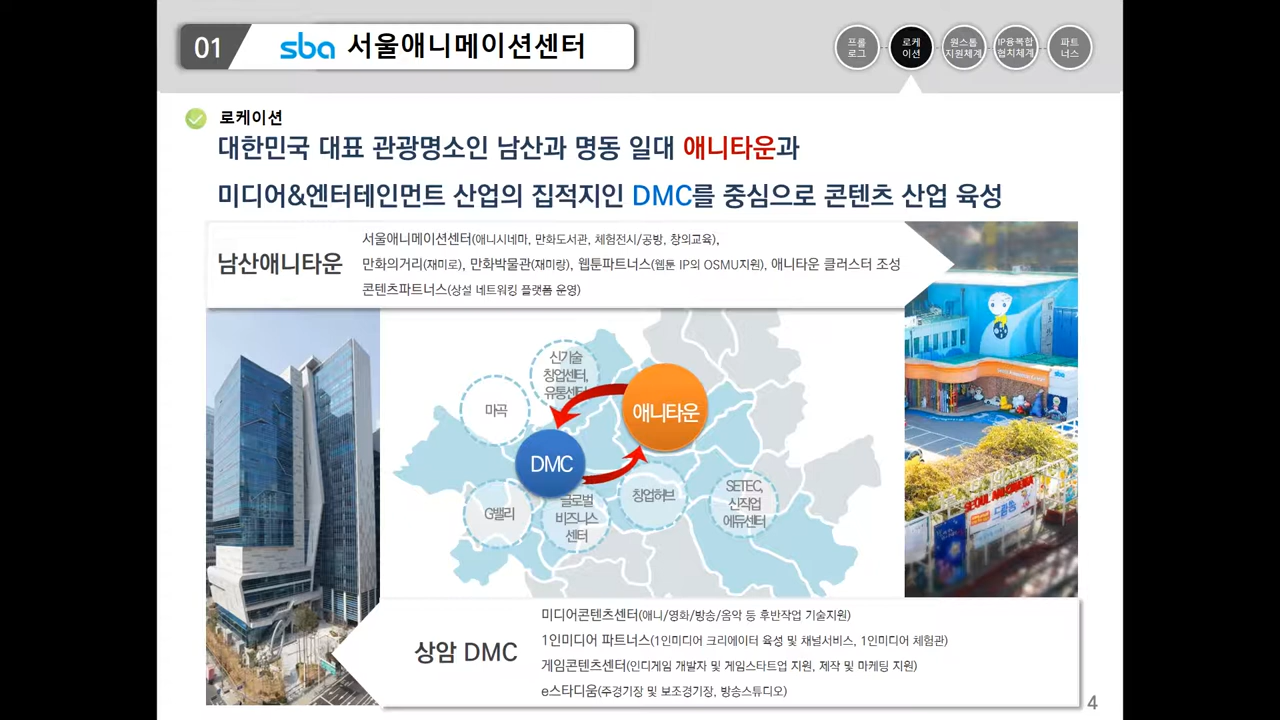 01
sba 서울애니메이션센터
프롤
로그
로케
이션
원스톱
지원체계
IP융복합
협치체계
파트
너스
로케이션
대한민국 대표 관광명소인 남산과 명동 일대 애니타운과
미디어&엔터테인먼트 산업의 집적지인 DMC를 중심으로 콘텐츠 산업 육성
남산애니타운
서울애니메이션센터(애니시네마, 만화도서관, 체험전시/공방, 창의교육),
만화의거리(재미로), 만화박물관(재미랑), 웹툰파트너스(웹툰 IP의 OSMU지원), 애니타운 클러스터 조성
콘텐츠파트너스(상설 네트워킹 플랫폼 운영)
신기술
창업센터,
유통센터
마곡
애니타운
DMC
G밸리
글로벌
비즈니스
센터
창업허브
SETEC,
신직업
에듀센터
sba
SEOUL ANIMATION
상암 DMC
미디어콘텐츠센터(애니/영화/방송/음악 등 후반작업 기술지원)
1인미디어 파트너스(1인미디어 크리에이터 육성 및 채널서비스, 1인미디어 체험관)
게임콘텐츠센터(인디게임 개발자 및 게임스타트업 지원, 제작 및 마케팅 지원)
e스타디움(주경기장 및 보조경기장, 방송스튜디오)
4